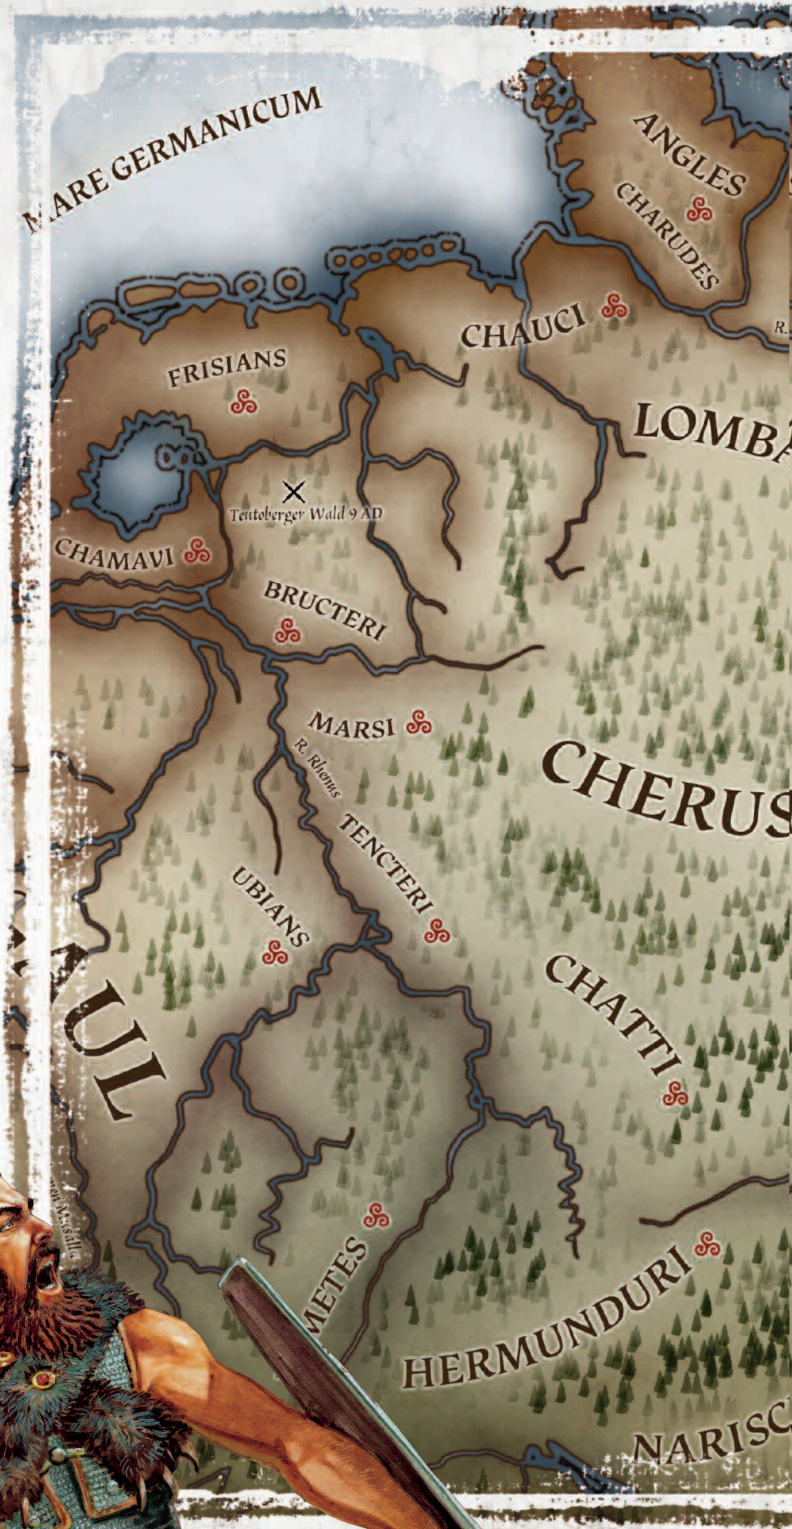 MARE GERMANICUM
ANGLES
CHARUDES
CHAUCI
R.
FRISIANS
LOMBA
Teutoberger Wald 9 AD
CHAMAVI
BRUCTERI
MARSI
R. Rhenus
CHERUS
TENCTERI
UBIANS
CHATTI
AUL
METES
HERMUNDURI
NARISC